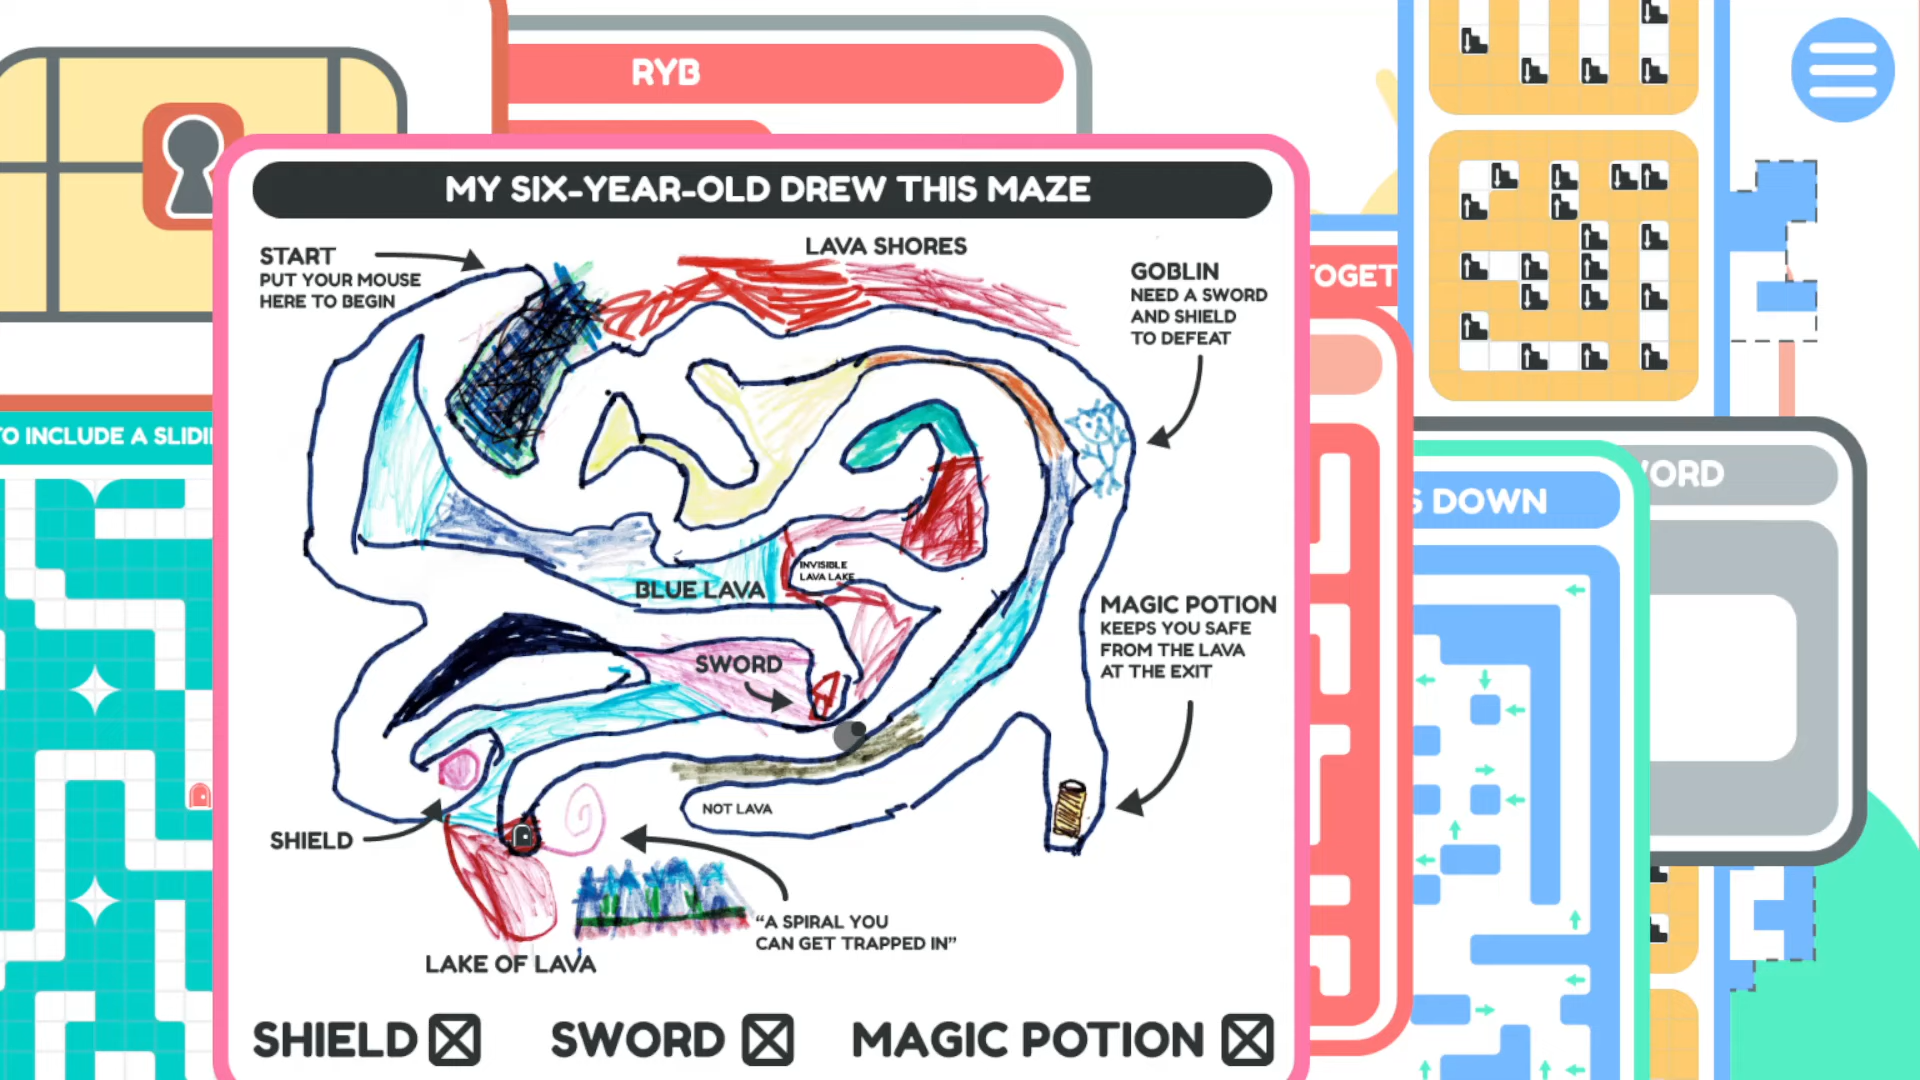 RYB
MY SIX-YEAR-OLD DREW THIS MAZE
START
PUT YOUR MOUSE
HERE TO BEGIN
LAVA SHORES
GOBLIN
NEED A SWORD
AND SHIELD
TO DEFEAT
TOGET
O INCLUDE A SLIDI
ORD
S DOWN
INVISIBLE
LAVA LAKE
BLUE LAVA
MAGIC POTION
KEEPS YOU SAFE
FROM THE LAVA
AT THE EXIT
SWORD
NOT LAVA
SHIELD
"A SPIRAL YOU
CAN GET TRAPPED IN"
LAKE OF LAVA
SHIELD
SWORD
MAGIC POTION